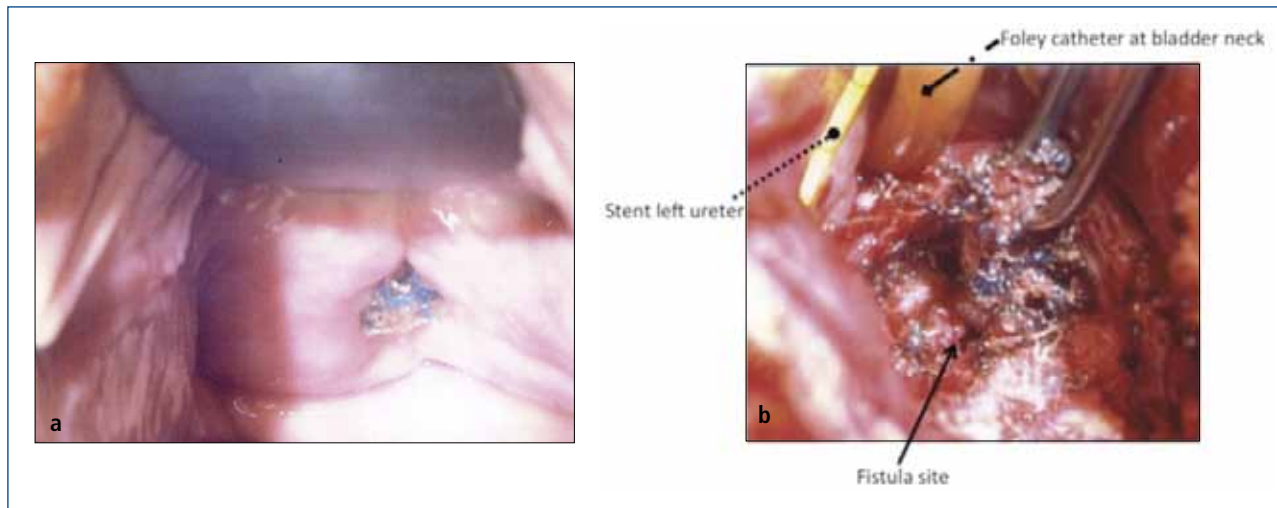 Foley catheter at bladder neck
Stent left ureter
a
b
Fistula site